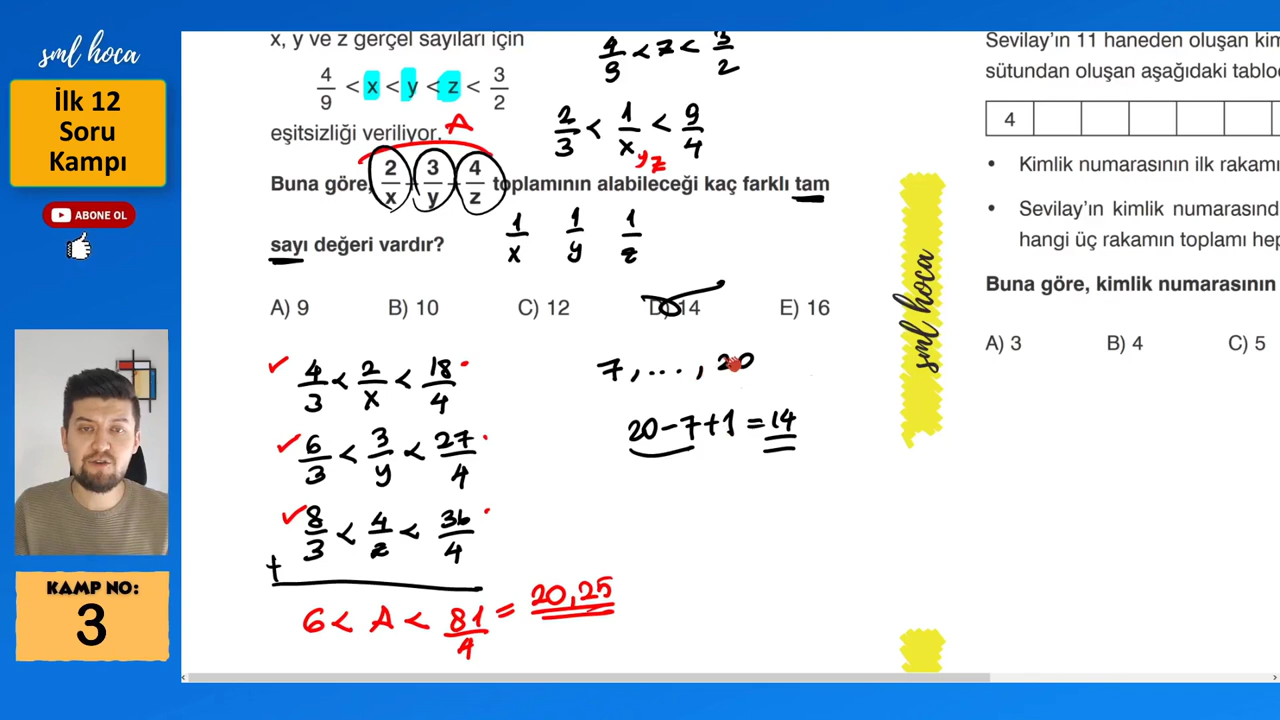 sml hoca
İlk 12
Soru
Kampı
ABONE OL
KAMP NO:
3
x, y ve z gerçel sayıları için
4/9 < x < y < z < 3/2
eşitsizliği veriliyor.
A
Buna göre, 2/x + 3/y + 4/z toplamının alabileceği kaç farklı tam
sayı değeri vardır?
A) 9 B) 10 C) 12 D) 14 E) 16
4/9 < z < 3/2
2/3 < 1/x < 9/4
y z
1/x 1/y 1/z
4/3 < 2/x < 18/4
6/3 < 3/y < 27/4
8/3 < 4/z < 36/4
+
6 < A < 81/4 = 20,25
7, ..., 20
20-7+1=14
sml hoca
Sevilay'ın 11 haneden oluşan kim
sütundan oluşan aşağıdaki tablo
4
• Kimlik numarasının ilk rakamı
• Sevilay'ın kimlik numarasınd
hangi üç rakamın toplamı hep
Buna göre, kimlik numarasının
A) 3 B) 4 C) 5